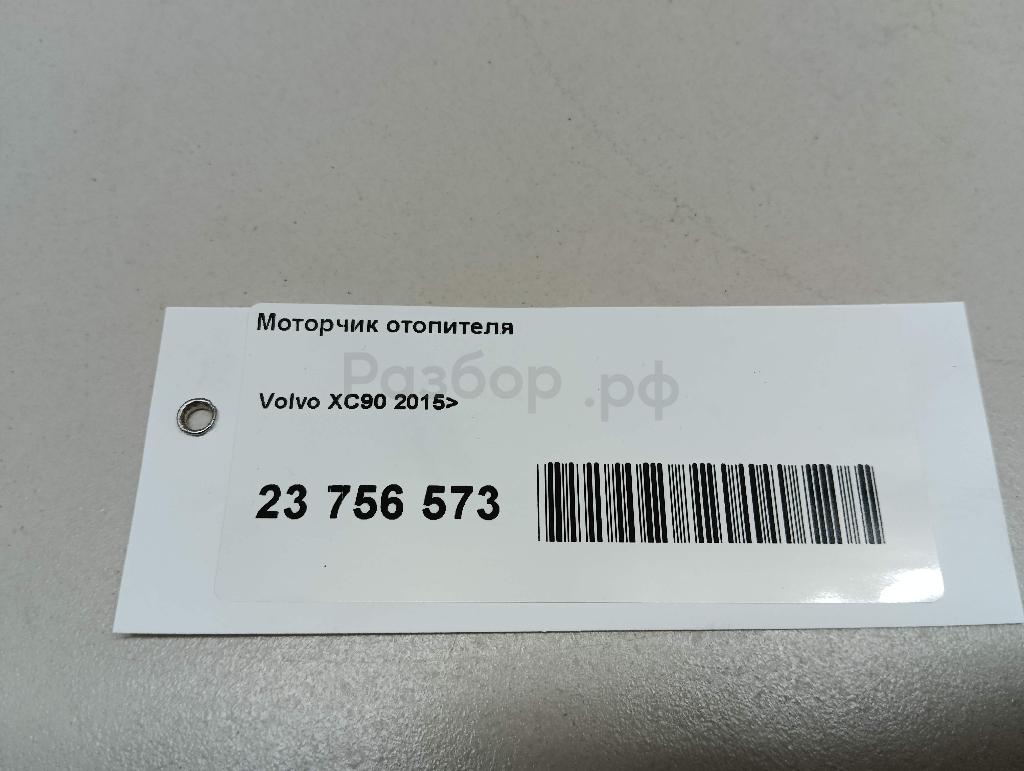 Моторчик отопителя
Разбор.рф
Volvo XC90 2015>
23 756 573